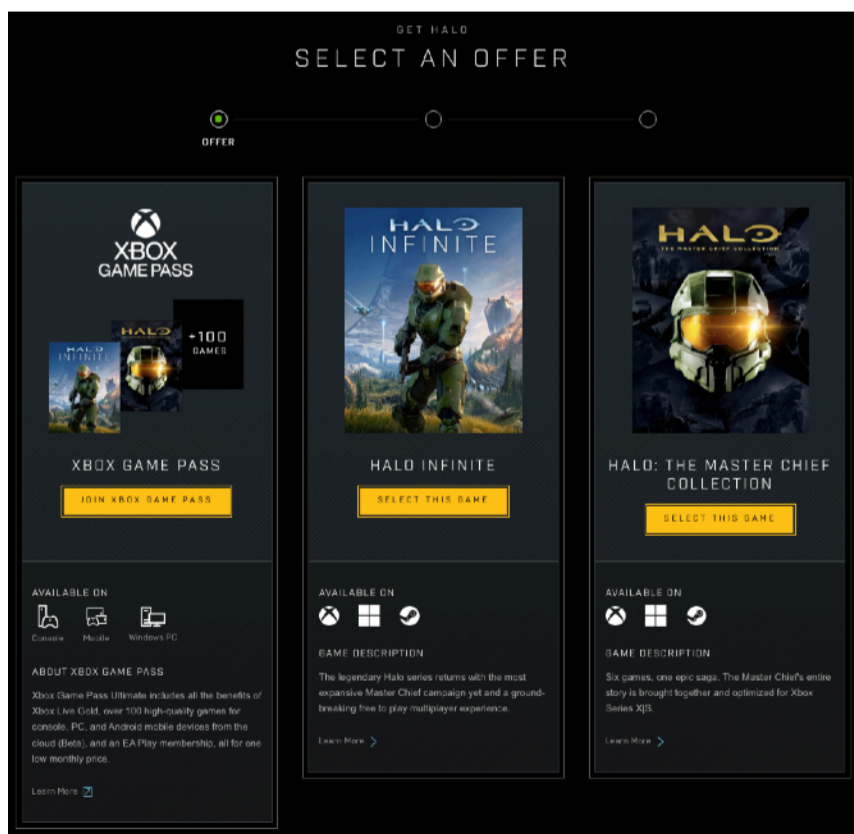 GET HALO
SELECT AN OFFER
OFFER
XBOX
GAME PASS
HALO
INFINITE
HALO
THE MASTER CHIEF COLLECTION
+100
GAMES
XBOX GAME PASS
JOIN XBOX GAME PASS
AVAILABLE ON
Console Mobile Windows PC
ABOUT XBOX GAME PASS
Xbox Game Pass Ultimate includes all the benefits of
Xbox Live Gold, over 100 high-quality games for
console, PC, and Android mobile devices from the
cloud (Beta), and an EA Play membership, all for one
low monthly price.
Learn More
HALO
INFINITE
HALO INFINITE
SELECT THIS GAME
AVAILABLE ON
GAME DESCRIPTION
The legendary Halo series returns with the most
expansive Master Chief campaign yet and a ground-
breaking free to play multiplayer experience.
Learn More
HALO
THE MASTER CHIEF COLLECTION
HALO: THE MASTER CHIEF
COLLECTION
SELECT THIS GAME
AVAILABLE ON
GAME DESCRIPTION
Six games, one epic saga. The Master Chief's entire
story is brought together and optimized for Xbox
Series X|S.
Learn More